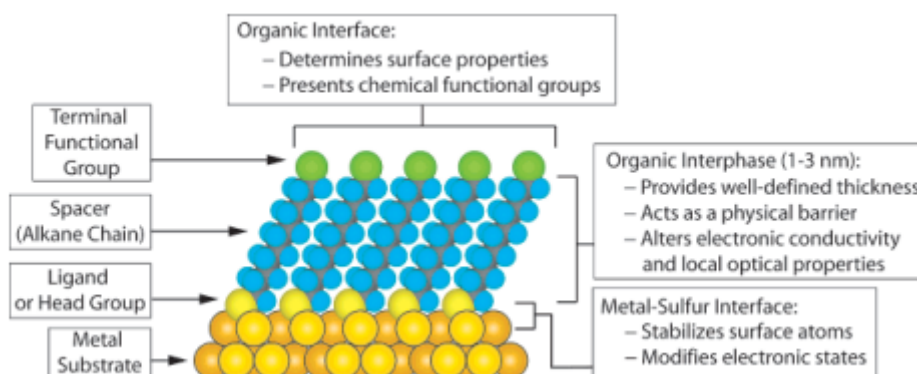 Organic Interface:
– Determines surface properties
– Presents chemical functional groups
Terminal
Functional
Group
Spacer
(Alkane Chain)
Ligand
or Head Group
Metal
Substrate
Organic Interphase (1-3 nm):
– Provides well-defined thickness
– Acts as a physical barrier
– Alters electronic conductivity
and local optical properties
Metal-Sulfur Interface:
– Stabilizes surface atoms
– Modifies electronic states